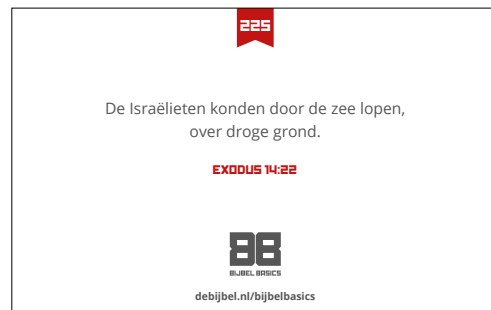 225
De Israëlieten konden door de zee lopen,
over droge grond.
EXODUS 14:22
BB
BIJBEL BASICS
debijbel.nl/bijbelbasics